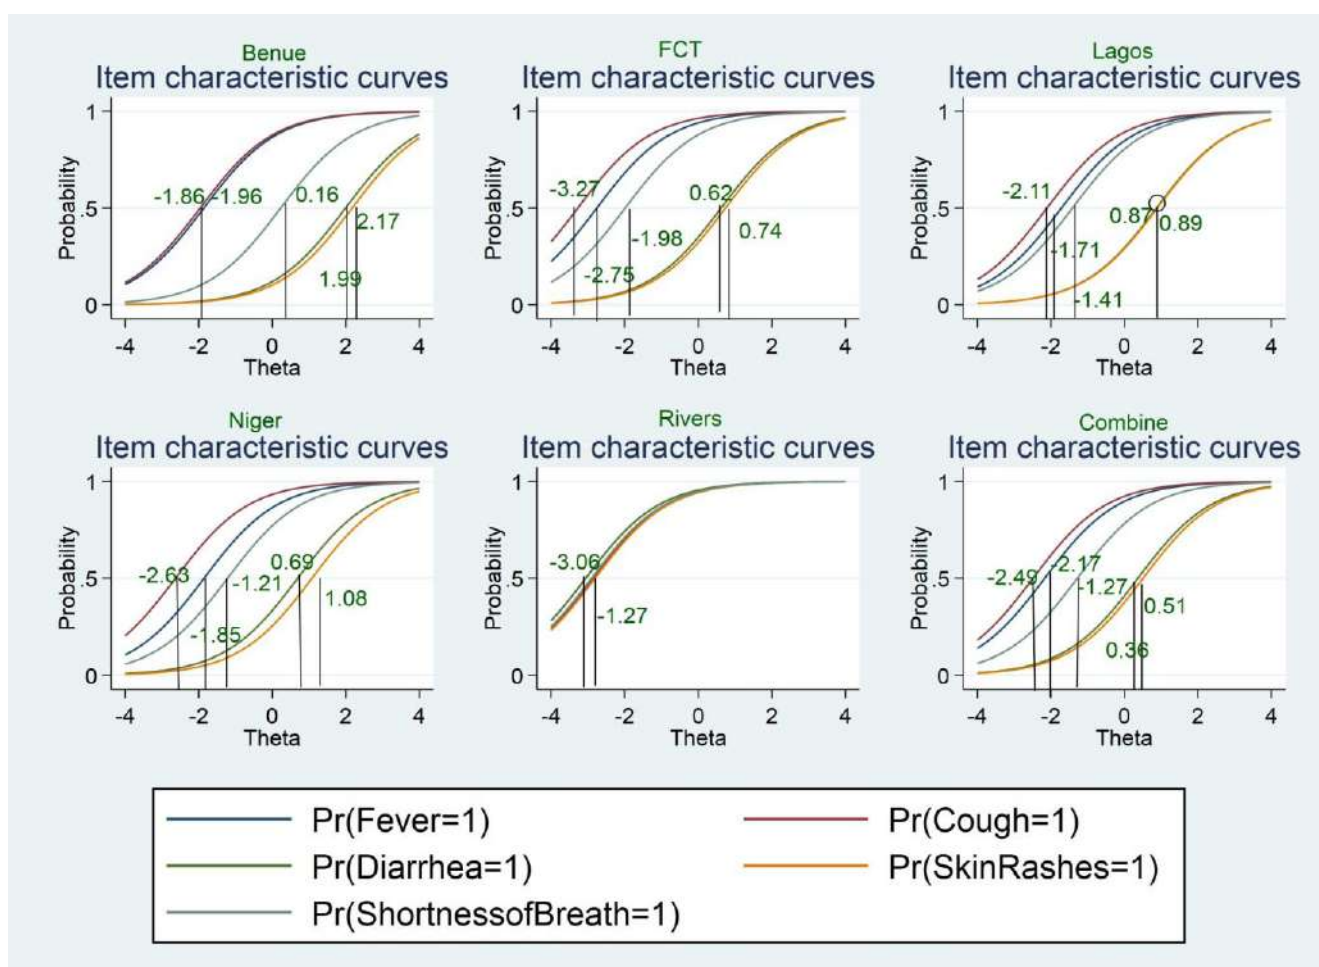 Benue
Item characteristic curves
Probability
1
.5
0
-1.86
-1.96
0.16
1.99
2.17
-4
-2
0
2
4
Theta
FCT
Item characteristic curves
Probability
1
.5
0
-3.27
-2.75
-1.98
0.62
0.74
-4
-2
0
2
4
Theta
Lagos
Item characteristic curves
Probability
1
.5
0
-2.11
-1.71
-1.41
0.87
0.89
-4
-2
0
2
4
Theta
Niger
Item characteristic curves
Probability
1
.5
0
-2.63
-1.85
-1.21
0.69
1.08
-4
-2
0
2
4
Theta
Rivers
Item characteristic curves
Probability
1
.5
0
-3.06
-1.27
-4
-2
0
2
4
Theta
Combine
Item characteristic curves
Probability
1
.5
0
-2.49
-2.17
-1.27
0.36
0.51
-4
-2
0
2
4
Theta
Pr(Fever=1)
Pr(Cough=1)
Pr(Diarrhea=1)
Pr(SkinRashes=1)
Pr(ShortnessofBreath=1)